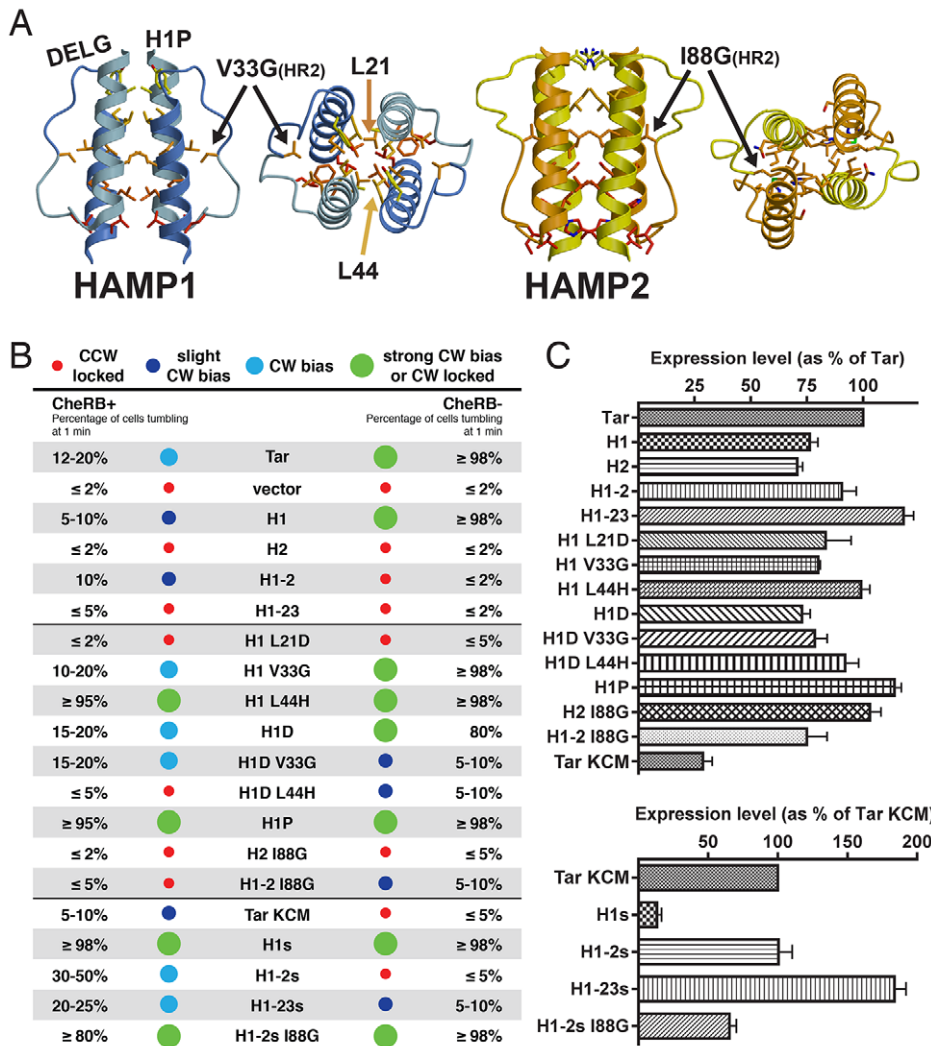 A
DELG H1P
V33G(HR2)
L21
I88G(HR2)
L44
HAMP1
HAMP2
B
CCW locked
slight CW bias
CW bias
strong CW bias or CW locked
CheRB+
Percentage of cells tumbling at 1 min
CheRB-
Percentage of cells tumbling at 1 min
12-20% Tar ≥ 98%
≤ 2% vector ≤ 2%
5-10% H1 ≥ 98%
≤ 2% H2 ≤ 2%
10% H1-2 ≤ 2%
≤ 5% H1-23 ≤ 2%
≤ 2% H1 L21D ≤ 5%
10-20% H1 V33G ≥ 98%
≥ 95% H1 L44H ≥ 98%
15-20% H1D 80%
15-20% H1D V33G 5-10%
≤ 5% H1D L44H 5-10%
≥ 95% H1P ≥ 98%
≤ 2% H2 I88G ≤ 5%
≤ 5% H1-2 I88G 5-10%
5-10% Tar KCM ≤ 5%
≥ 98% H1s ≥ 98%
30-50% H1-2s ≤ 5%
20-25% H1-23s 5-10%
≥ 80% H1-2s I88G ≥ 98%
C
Expression level (as % of Tar)
25 50 75 100
Tar
H1
H2
H1-2
H1-23
H1 L21D
H1 V33G
H1 L44H
H1D
H1D V33G
H1D L44H
H1P
H2 I88G
H1-2 I88G
Tar KCM
Expression level (as % of Tar KCM)
50 100 150 200
Tar KCM
H1s
H1-2s
H1-23s
H1-2s I88G